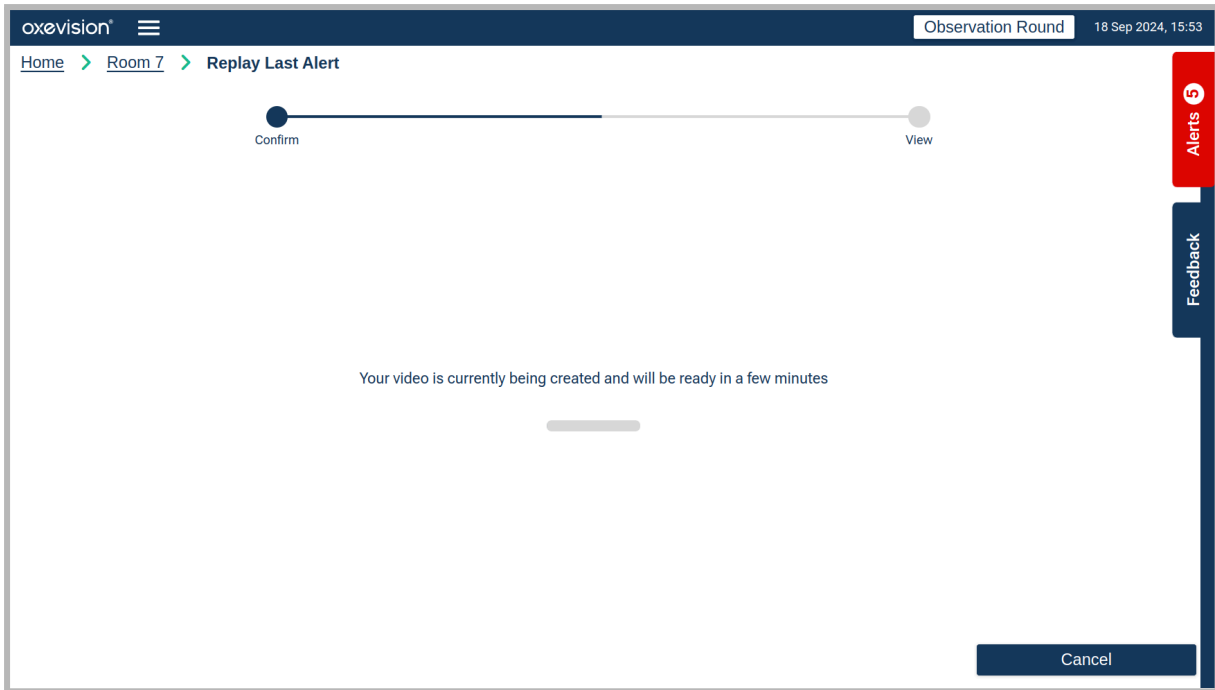 oxevision®
Observation Round
18 Sep 2024, 15:53
Home > Room 7 > Replay Last Alert
Alerts 5
Confirm
View
Feedback
Your video is currently being created and will be ready in a few minutes
Cancel